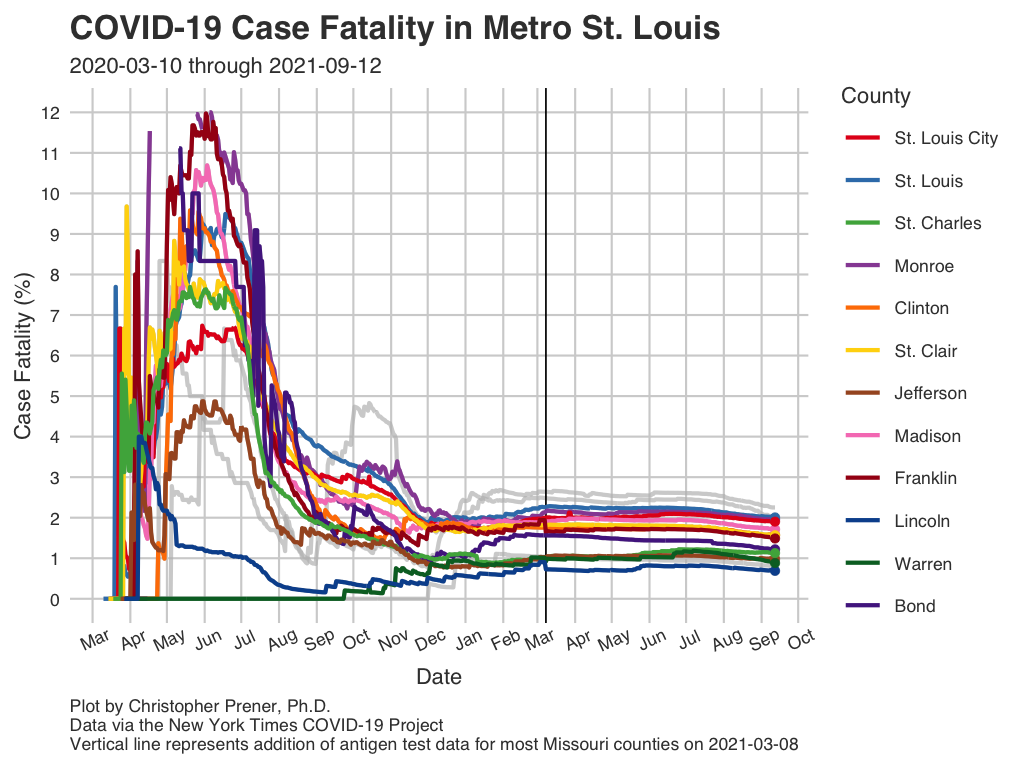 COVID-19 Case Fatality in Metro St. Louis
2020-03-10 through 2021-09-12
Case Fatality (%)
12
11
10
9
8
7
6
5
4
3
2
1
0
Mar Apr May Jun Jul Aug Sep Oct Nov Dec Jan Feb Mar Apr May Jun Jul Aug Sep Oct
Date
County
St. Louis City
St. Louis
St. Charles
Monroe
Clinton
St. Clair
Jefferson
Madison
Franklin
Lincoln
Warren
Bond
Plot by Christopher Prener, Ph.D.
Data via the New York Times COVID-19 Project
Vertical line represents addition of antigen test data for most Missouri counties on 2021-03-08